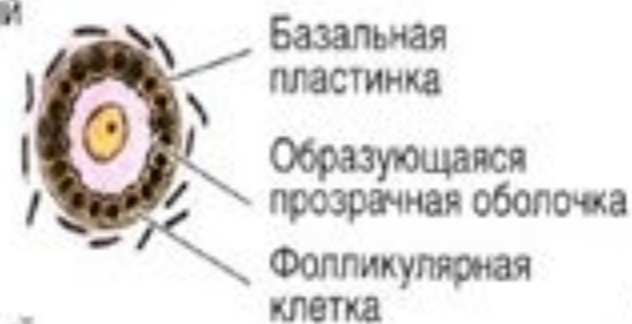 й
Базальная
пластинка
Образующаяся
прозрачная оболочка
Фолликулярная
клетка